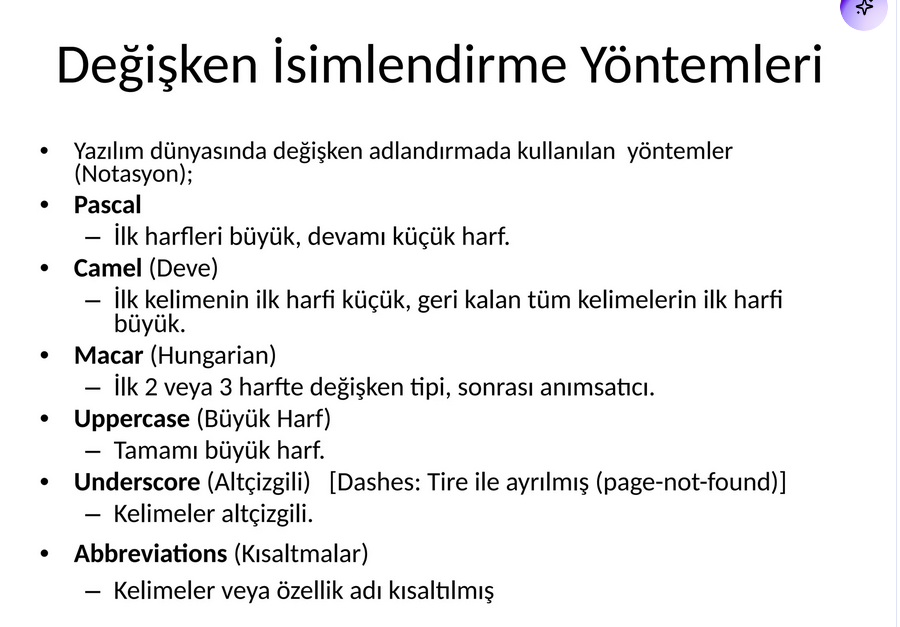 Değişken İsimlendirme Yöntemleri
• Yazılım dünyasında değişken adlandırmada kullanılan  yöntemler
(Notasyon);
• Pascal
– İlk harfleri büyük, devamı küçük harf.
• Camel (Deve)
– İlk kelimenin ilk harfi küçük, geri kalan tüm kelimelerin ilk harfi
büyük.
• Macar (Hungarian)
– İlk 2 veya 3 harfte değişken tipi, sonrası anımsatıcı.
• Uppercase (Büyük Harf)
– Tamamı büyük harf.
• Underscore (Altçizgili)   [Dashes: Tire ile ayrılmış (page-not-found)]
– Kelimeler altçizgili.
• Abbreviations (Kısaltmalar)
– Kelimeler veya özellik adı kısaltılmış